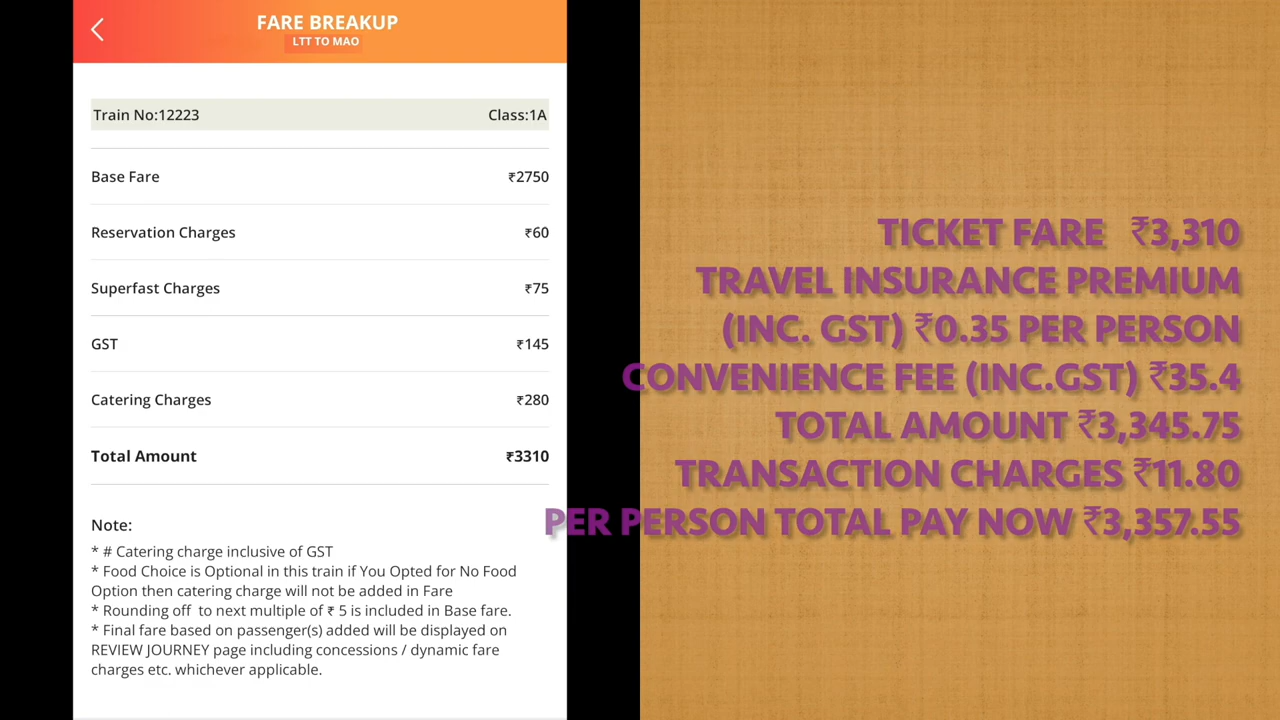 FARE BREAKUP
LTT TO MAO
Train No:12223 Class:1A
Base Fare ₹2750
Reservation Charges ₹60
Superfast Charges ₹75
GST ₹145
Catering Charges ₹280
Total Amount ₹3310
Note:
* # Catering charge inclusive of GST
* Food Choice is Optional in this train if You Opted for No Food
Option then catering charge will not be added in Fare
* Rounding off to next multiple of ₹ 5 is included in Base fare.
* Final fare based on passenger(s) added will be displayed on
REVIEW JOURNEY page including concessions / dynamic fare
charges etc. whichever applicable.
TICKET FARE ₹3,310
TRAVEL INSURANCE PREMIUM
(INC. GST) ₹0.35 PER PERSON
CONVENIENCE FEE (INC.GST) ₹35.4
TOTAL AMOUNT ₹3,345.75
TRANSACTION CHARGES ₹11.80
PER PERSON TOTAL PAY NOW ₹3,357.55